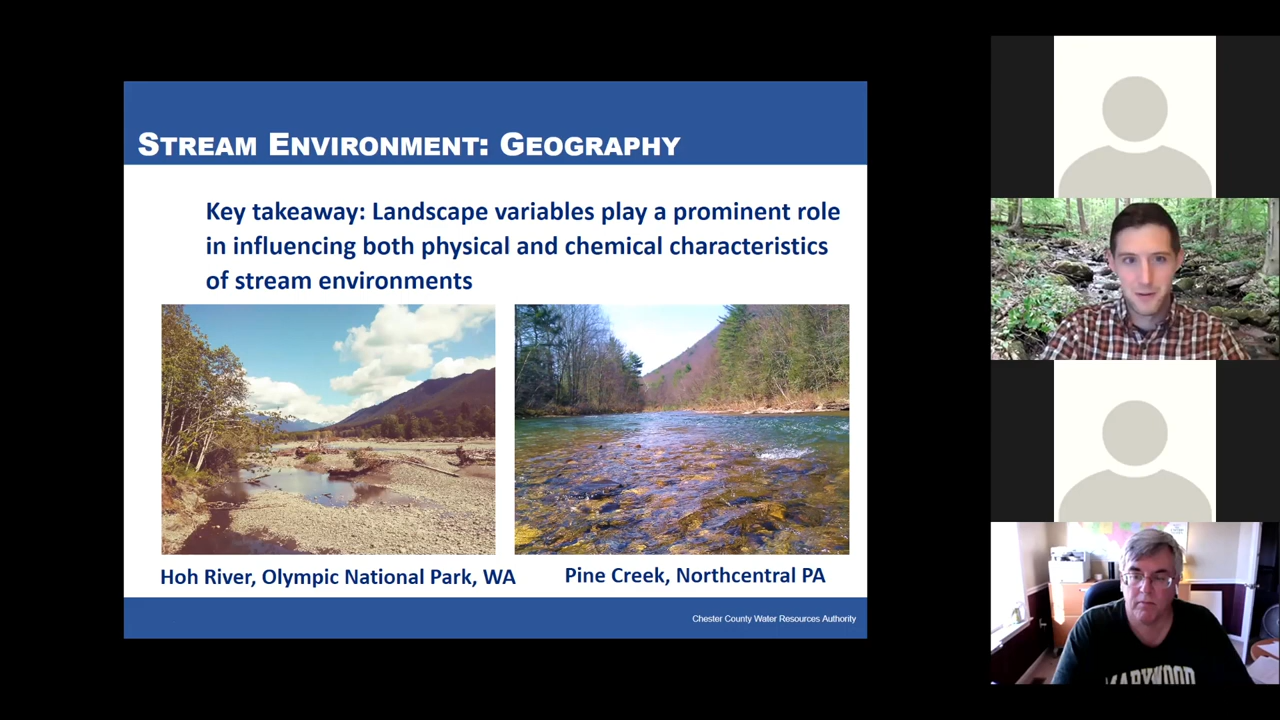 STREAM ENVIRONMENT: GEOGRAPHY
Key takeaway: Landscape variables play a prominent role
in influencing both physical and chemical characteristics
of stream environments
Hoh River, Olympic National Park, WA
Pine Creek, Northcentral PA
Chester County Water Resources Authority
MARYWOOD